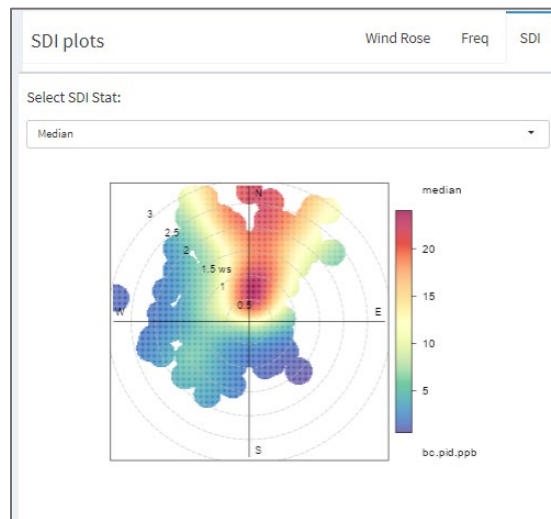 SDI plots Wind Rose Freq SDI
Select SDI Stat:
Median
median
N
3
2.5
2
1.5 ws
1
0.5
W E
S
20
15
10
5
bc.pid.ppb